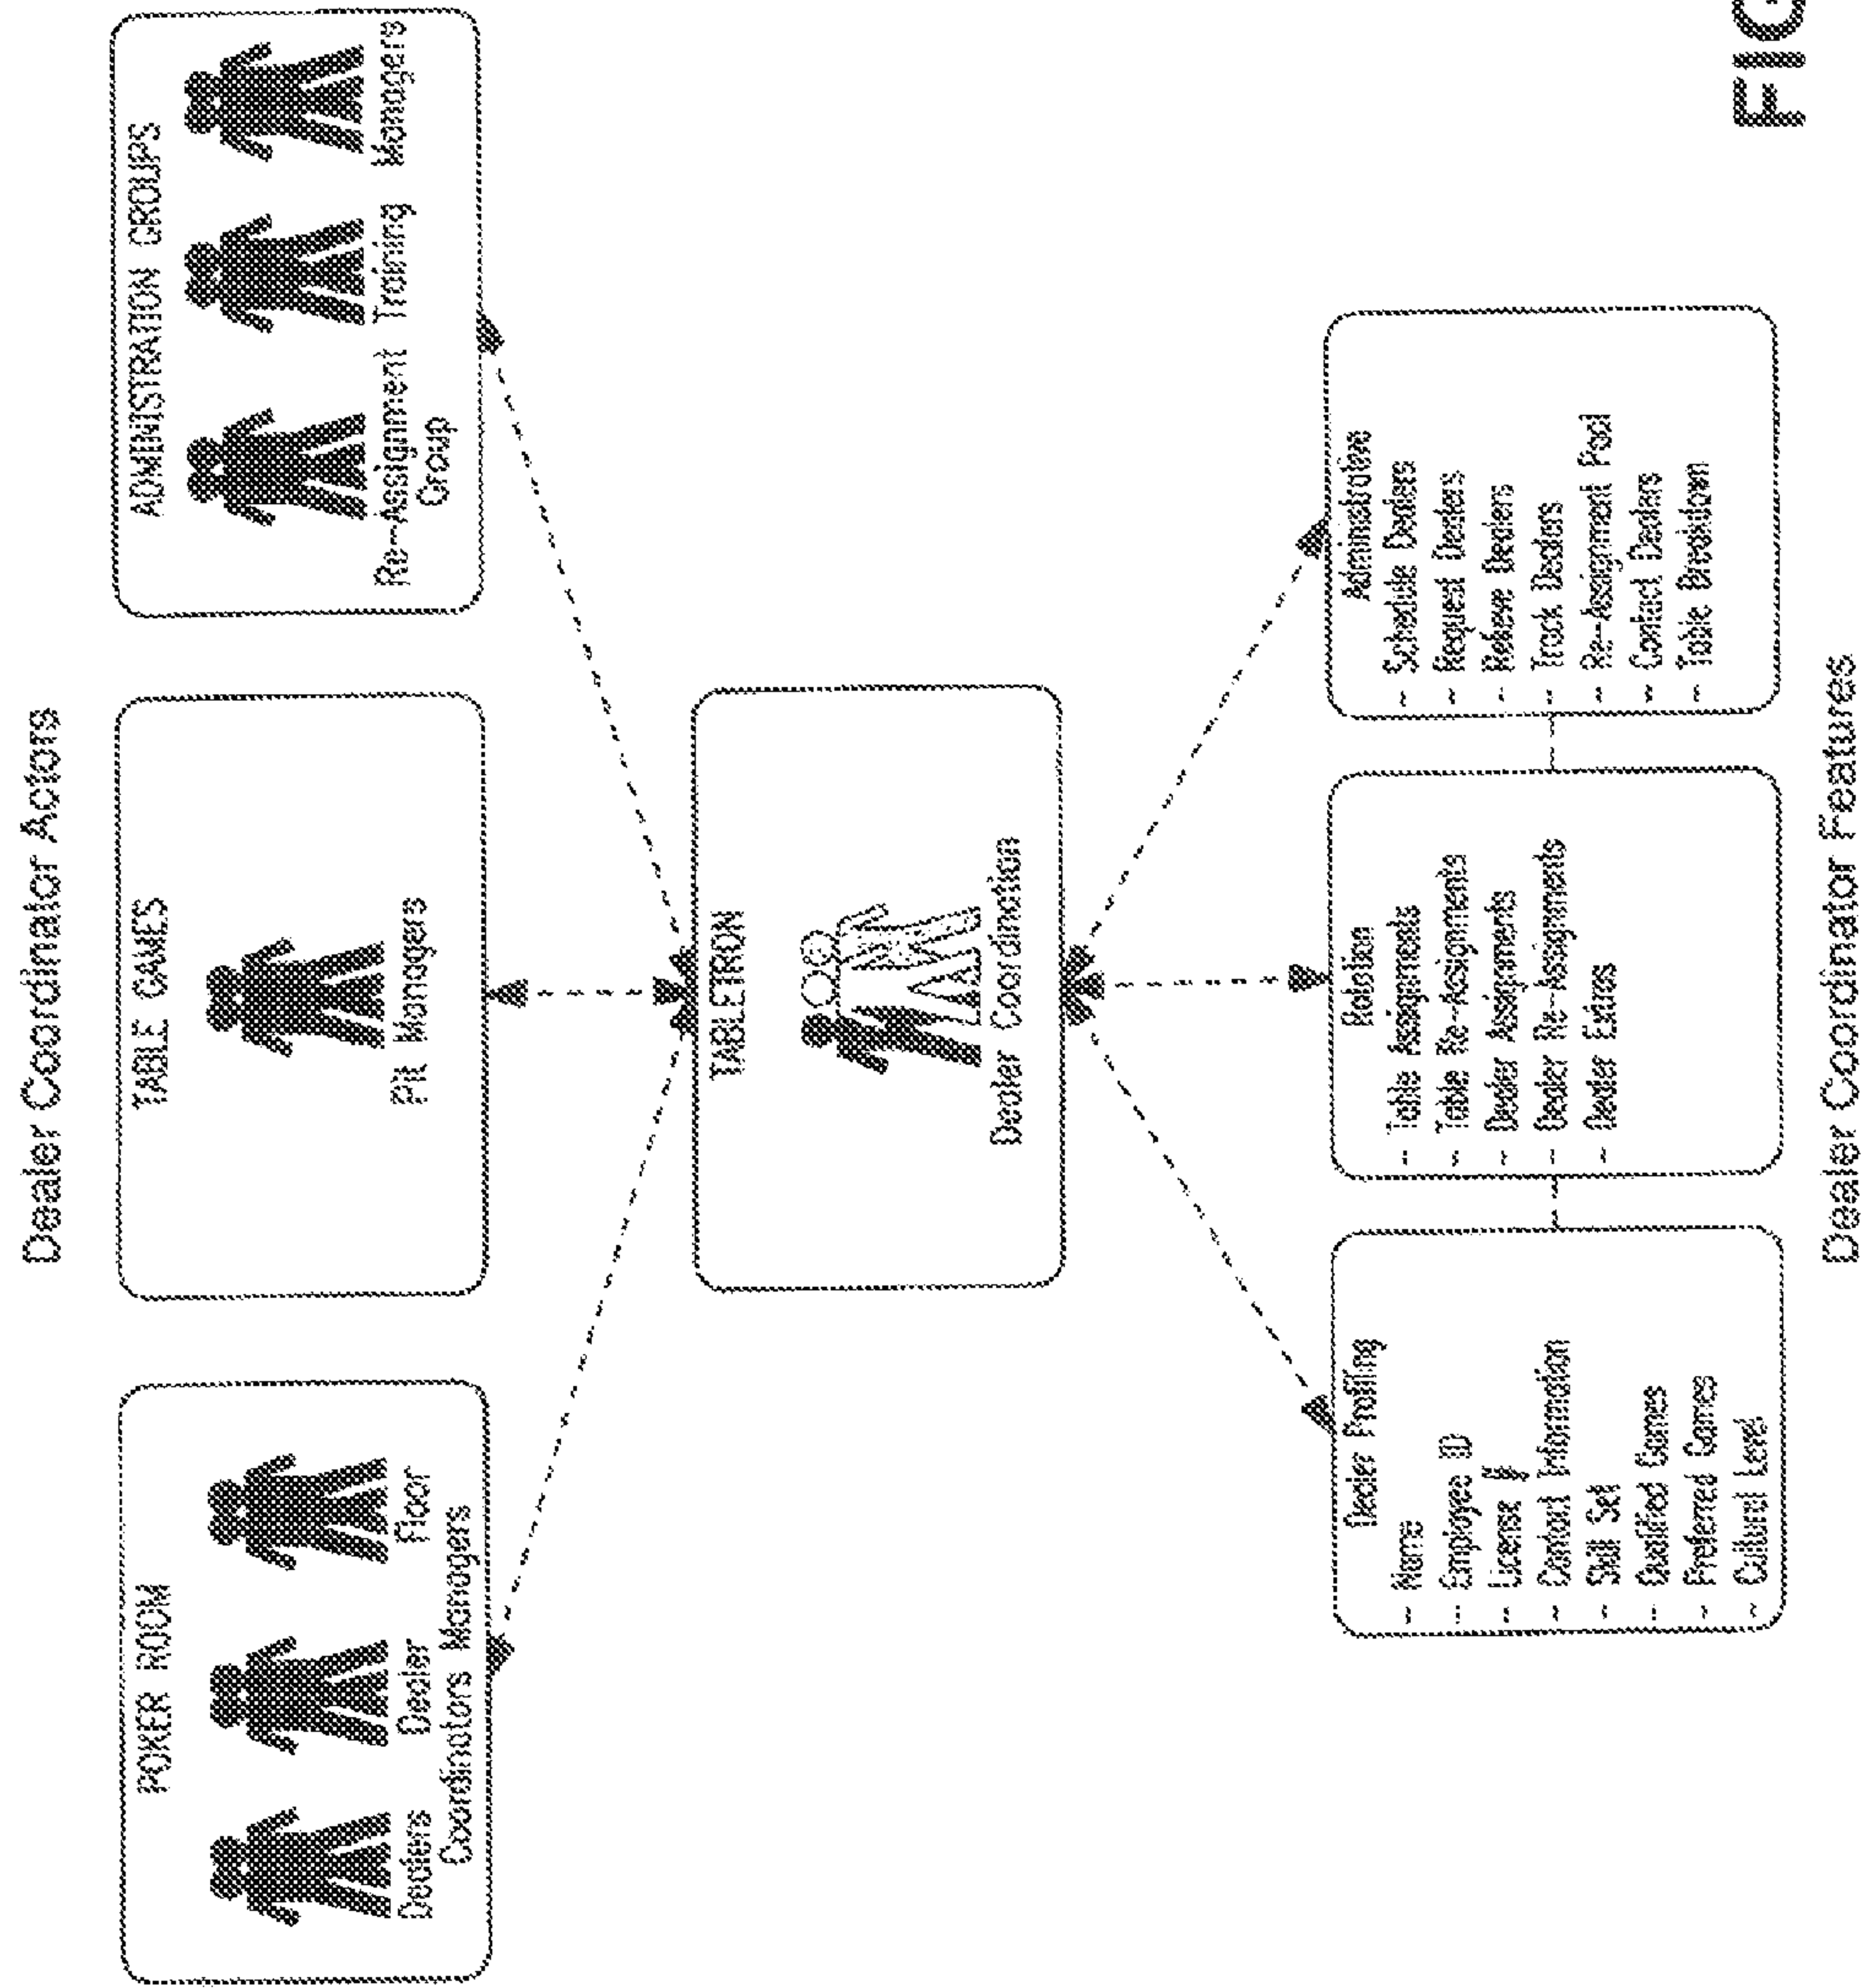 Dealer Coordinator Actors
POKER ROOM
Dealers
Dealer
Floor
Coordinators Managers
TABLE GAMES
Pit Managers
ADMINISTRATION GROUPS
Re-Assignment
Training
Managers
Group
TABLETRON
Dealer Coordination
Dealer Profiling
- Name
- Employee ID
- License #
- Contact Information
- Skill Set
- Qualified Games
- Preferred Games
- Cultural Level
Rotation
- Table Assignments
- Table Re-Assignments
- Dealer Assignments
- Dealer Re-Assignments
- Dealer Extras
Administrative
- Schedule Dealers
- Request Dealers
- Relieve Dealers
- Track Dealers
- Re-Assignment Pool
- Contact Dealers
- Table Breakdown
Dealer Coordinator Features
FIG